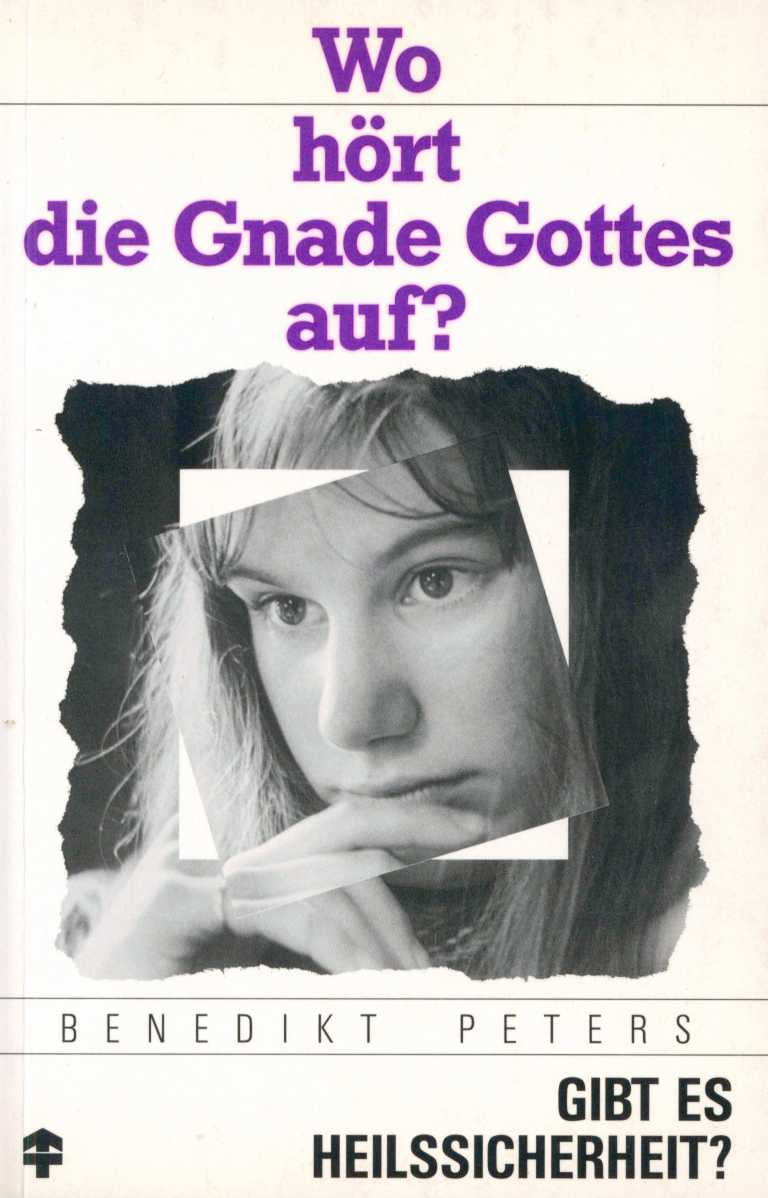 Wo
hört
die Gnade Gottes
auf?
BENEDIKT PETERS
GIBT ES
HEILSSICHERHEIT?